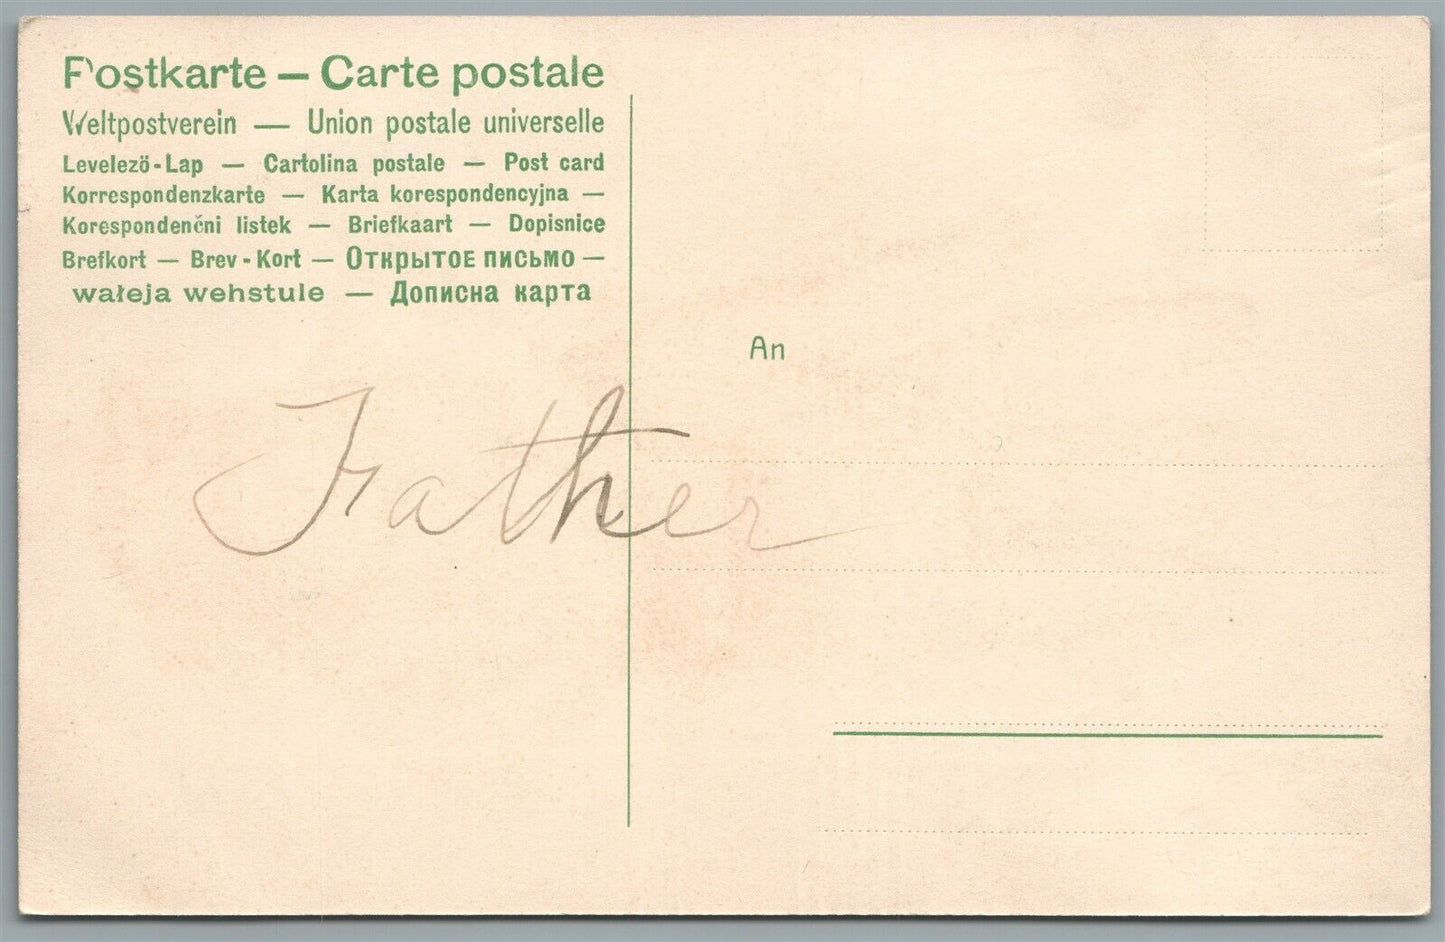 Postkarte — Carte postale
Weltpostverein — Union postale universelle
Levelezö-Lap — Cartolina postale — Post card
Korrespondenzkarte — Karta korespondencyjna —
Korespondenčni listek — Briefkaart — Dopisnice
Brefkort — Brev-Kort — Открытое письмо —
wałeja wehstule — Дописна карта
An
Father